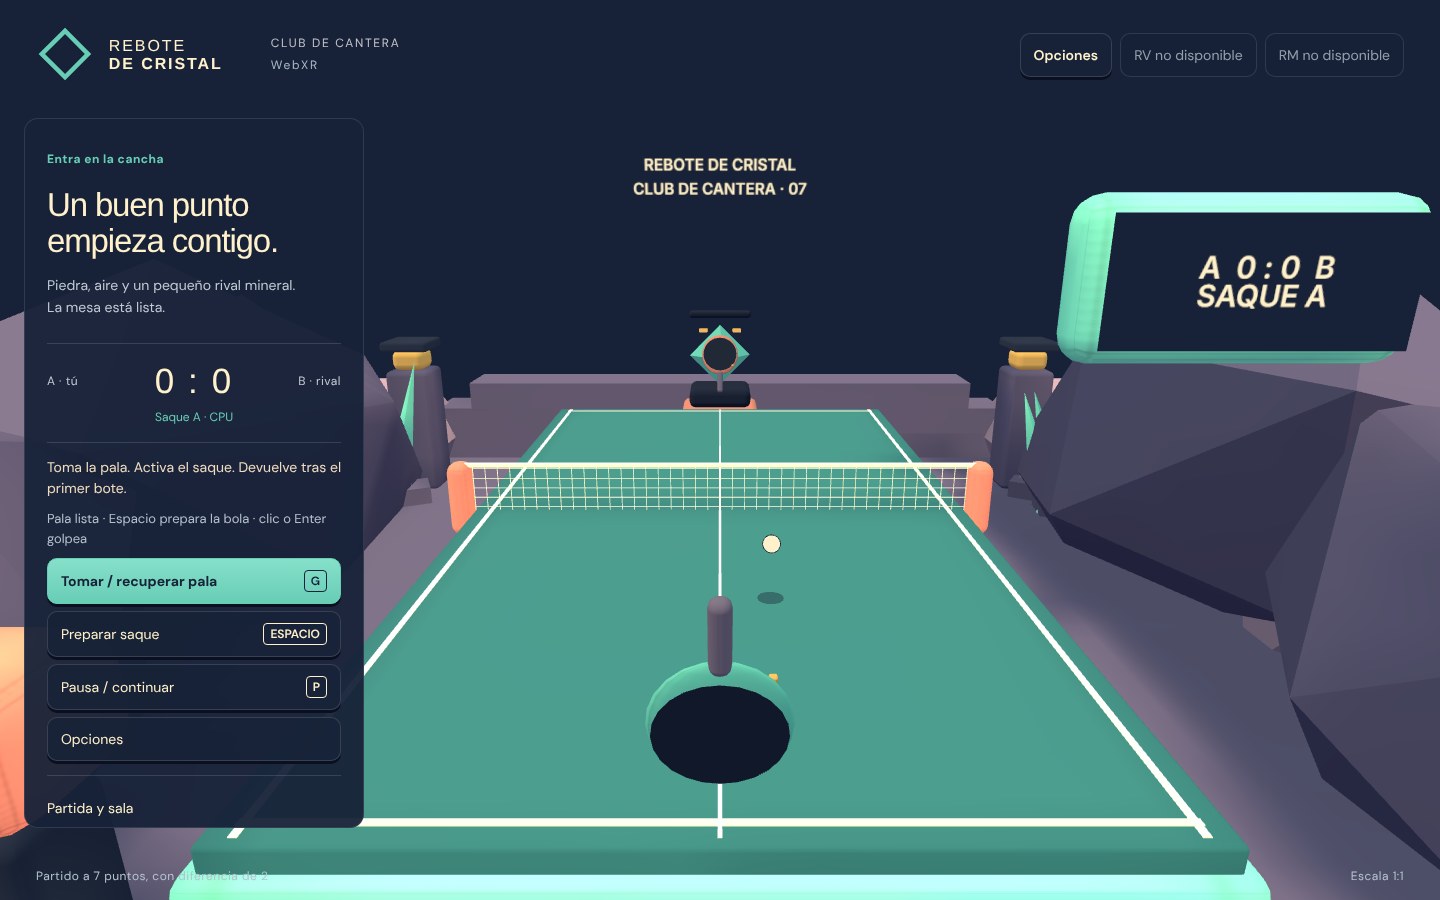 REBOTE
DE CRISTAL
CLUB DE CANTERA
WebXR
Opciones
RV no disponible
RM no disponible
Entra en la cancha
Un buen punto
empieza contigo.
Piedra, aire y un pequeño rival mineral.
La mesa está lista.
A · tú
0 : 0
B · rival
Saque A · CPU
Toma la pala. Activa el saque. Devuelve tras el
primer bote.
Pala lista · Espacio prepara la bola · clic o Enter
golpea
Tomar / recuperar pala
G
Preparar saque
ESPACIO
Pausa / continuar
P
Opciones
Partida y sala
REBOTE DE CRISTAL
CLUB DE CANTERA · 07
A 0:0 B
SAQUE A
Partido a 7 puntos, con diferencia de 2
Escala 1:1